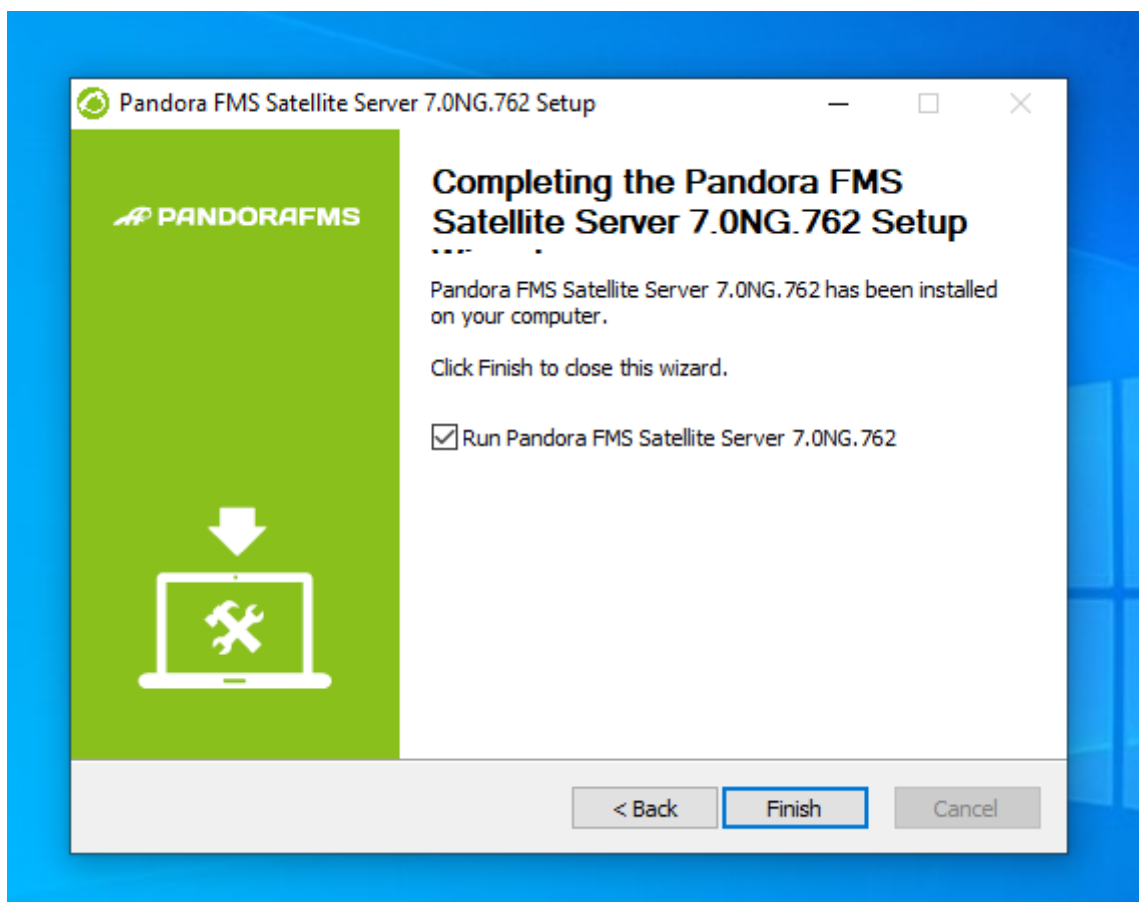 Pandora FMS Satellite Server 7.0NG.762 Setup
PANDORAFMS
Completing the Pandora FMS
Satellite Server 7.0NG.762 Setup
Pandora FMS Satellite Server 7.0NG.762 has been installed
on your computer.
Click Finish to close this wizard.
Run Pandora FMS Satellite Server 7.0NG.762
< Back
Finish
Cancel